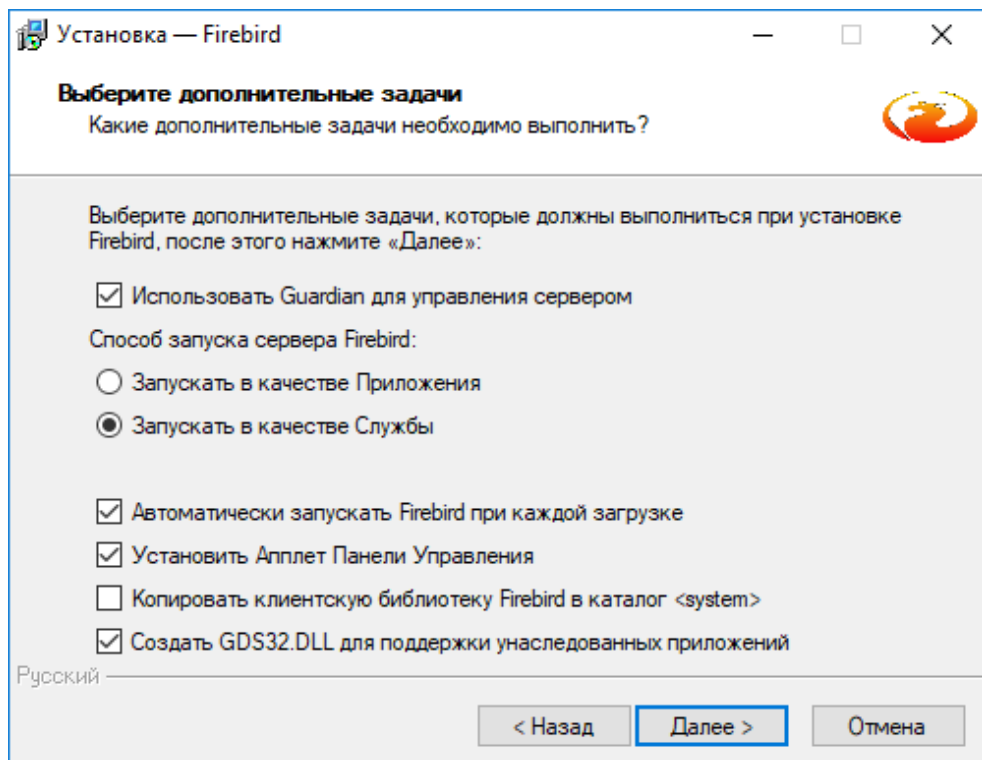 Установка — Firebird
Выберите дополнительные задачи
Какие дополнительные задачи необходимо выполнить?
Выберите дополнительные задачи, которые должны выполниться при установке
Firebird, после этого нажмите «Далее»:
Использовать Guardian для управления сервером
Способ запуска сервера Firebird:
Запускать в качестве Приложения
Запускать в качестве Службы
Автоматически запускать Firebird при каждой загрузке
Установить Апплет Панели Управления
Копировать клиентскую библиотеку Firebird в каталог <system>
Создать GDS32.DLL для поддержки унаследованных приложений
Русский
< Назад
Далее >
Отмена